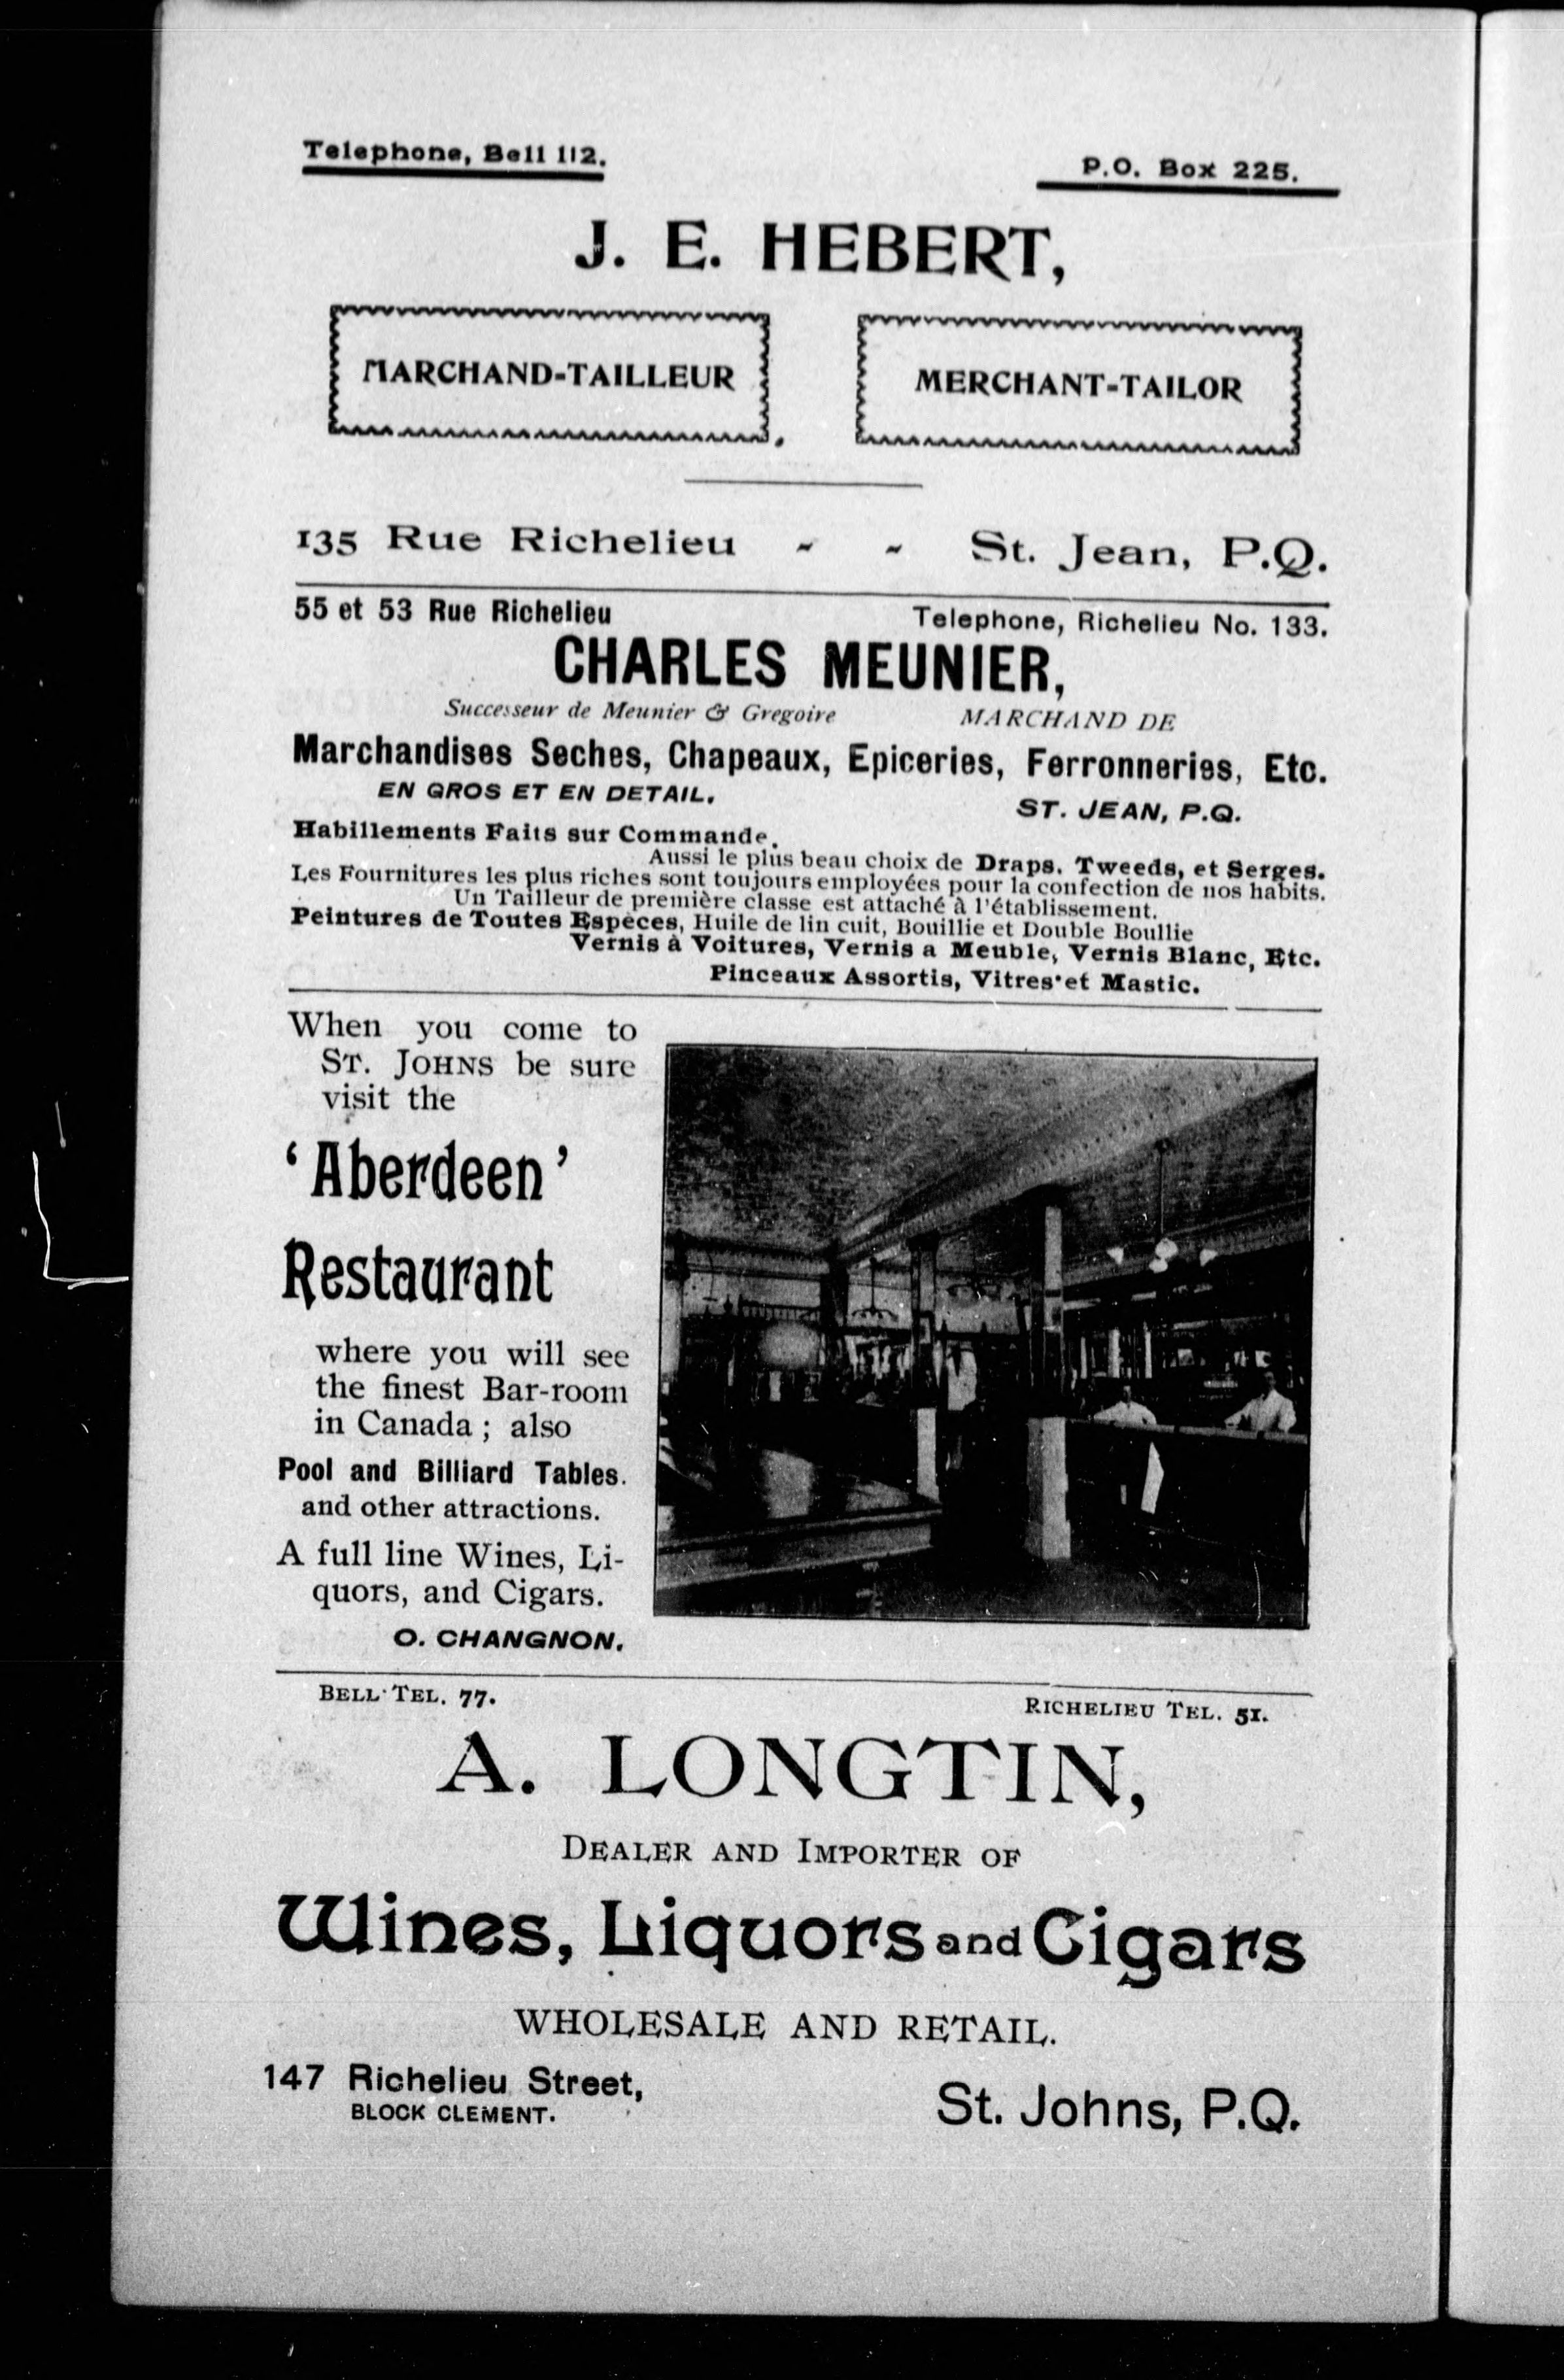 Telephone, Bell 112.
P.O. Box 225.
J. E. HEBERT,
MARCHAND-TAILLEUR
MERCHANT-TAILOR
135 Rue Richelieu - - St. Jean, P.Q.
55 et 53 Rue Richelieu
Telephone, Richelieu No. 133.
CHARLES MEUNIER,
Successeur de Meunier & Gregoire
MARCHAND DE
Marchandises Seches, Chapeaux, Epiceries, Ferronneries, Etc.
EN GROS ET EN DETAIL.
ST. JEAN, P.Q.
Habillements Faits sur Commande.
Aussi le plus beau choix de Draps. Tweeds, et Serges.
Les Fournitures les plus riches sont toujours employées pour la confection de nos habits.
Un Tailleur de première classe est attaché à l'établissement.
Peintures de Toutes Espèces, Huile de lin cuit, Bouillie et Double Boullie
Vernis à Voitures, Vernis a Meuble, Vernis Blanc, Etc.
Pinceaux Assortis, Vitres et Mastic.
When you come to
St. Johns be sure
visit the
'Aberdeen'
Restaurant
where you will see
the finest Bar-room
in Canada ; also
Pool and Billiard Tables.
and other attractions.
A full line Wines, Li-
quors, and Cigars.
O. CHANGNON.
Bell Tel. 77.
Richelieu Tel. 51.
A. LONGTIN,
Dealer and Importer of
Wines, Liquors and Cigars
WHOLESALE AND RETAIL.
147 Richelieu Street,
BLOCK CLEMENT.
St. Johns, P.Q.